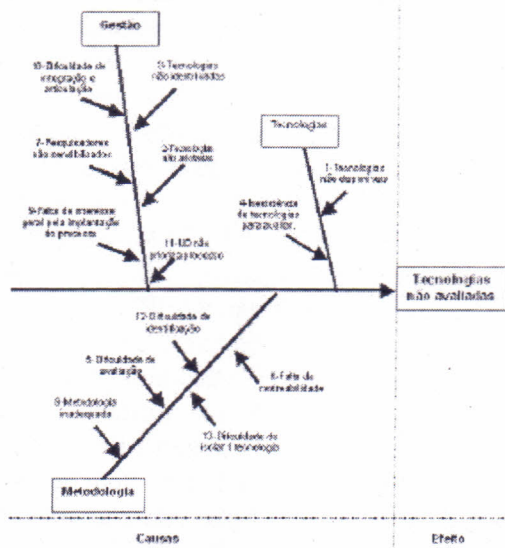 Gestão
10-Dificuldade de
integração e
articulação
3-Tecnologias
não identificadas
7-Pesquisadores
não sensibilizados
2-Tecnologias
não
9-Falta de interesse
geral pela implantação
do processo
11-UD não
prioriza processo
Tecnologias
1-Tecnologias
não disponíveis
4-Inexistência
de tecnologias
para avaliar.
Tecnologias
não avaliadas
12-Dificuldade de
identificação
5-Dificuldade de
avaliação
6-Falta de
8-Metodologia
inadequada
13-Dificuldade de
isolar 1 tecnologia
Metodologia
Causas
Efeito